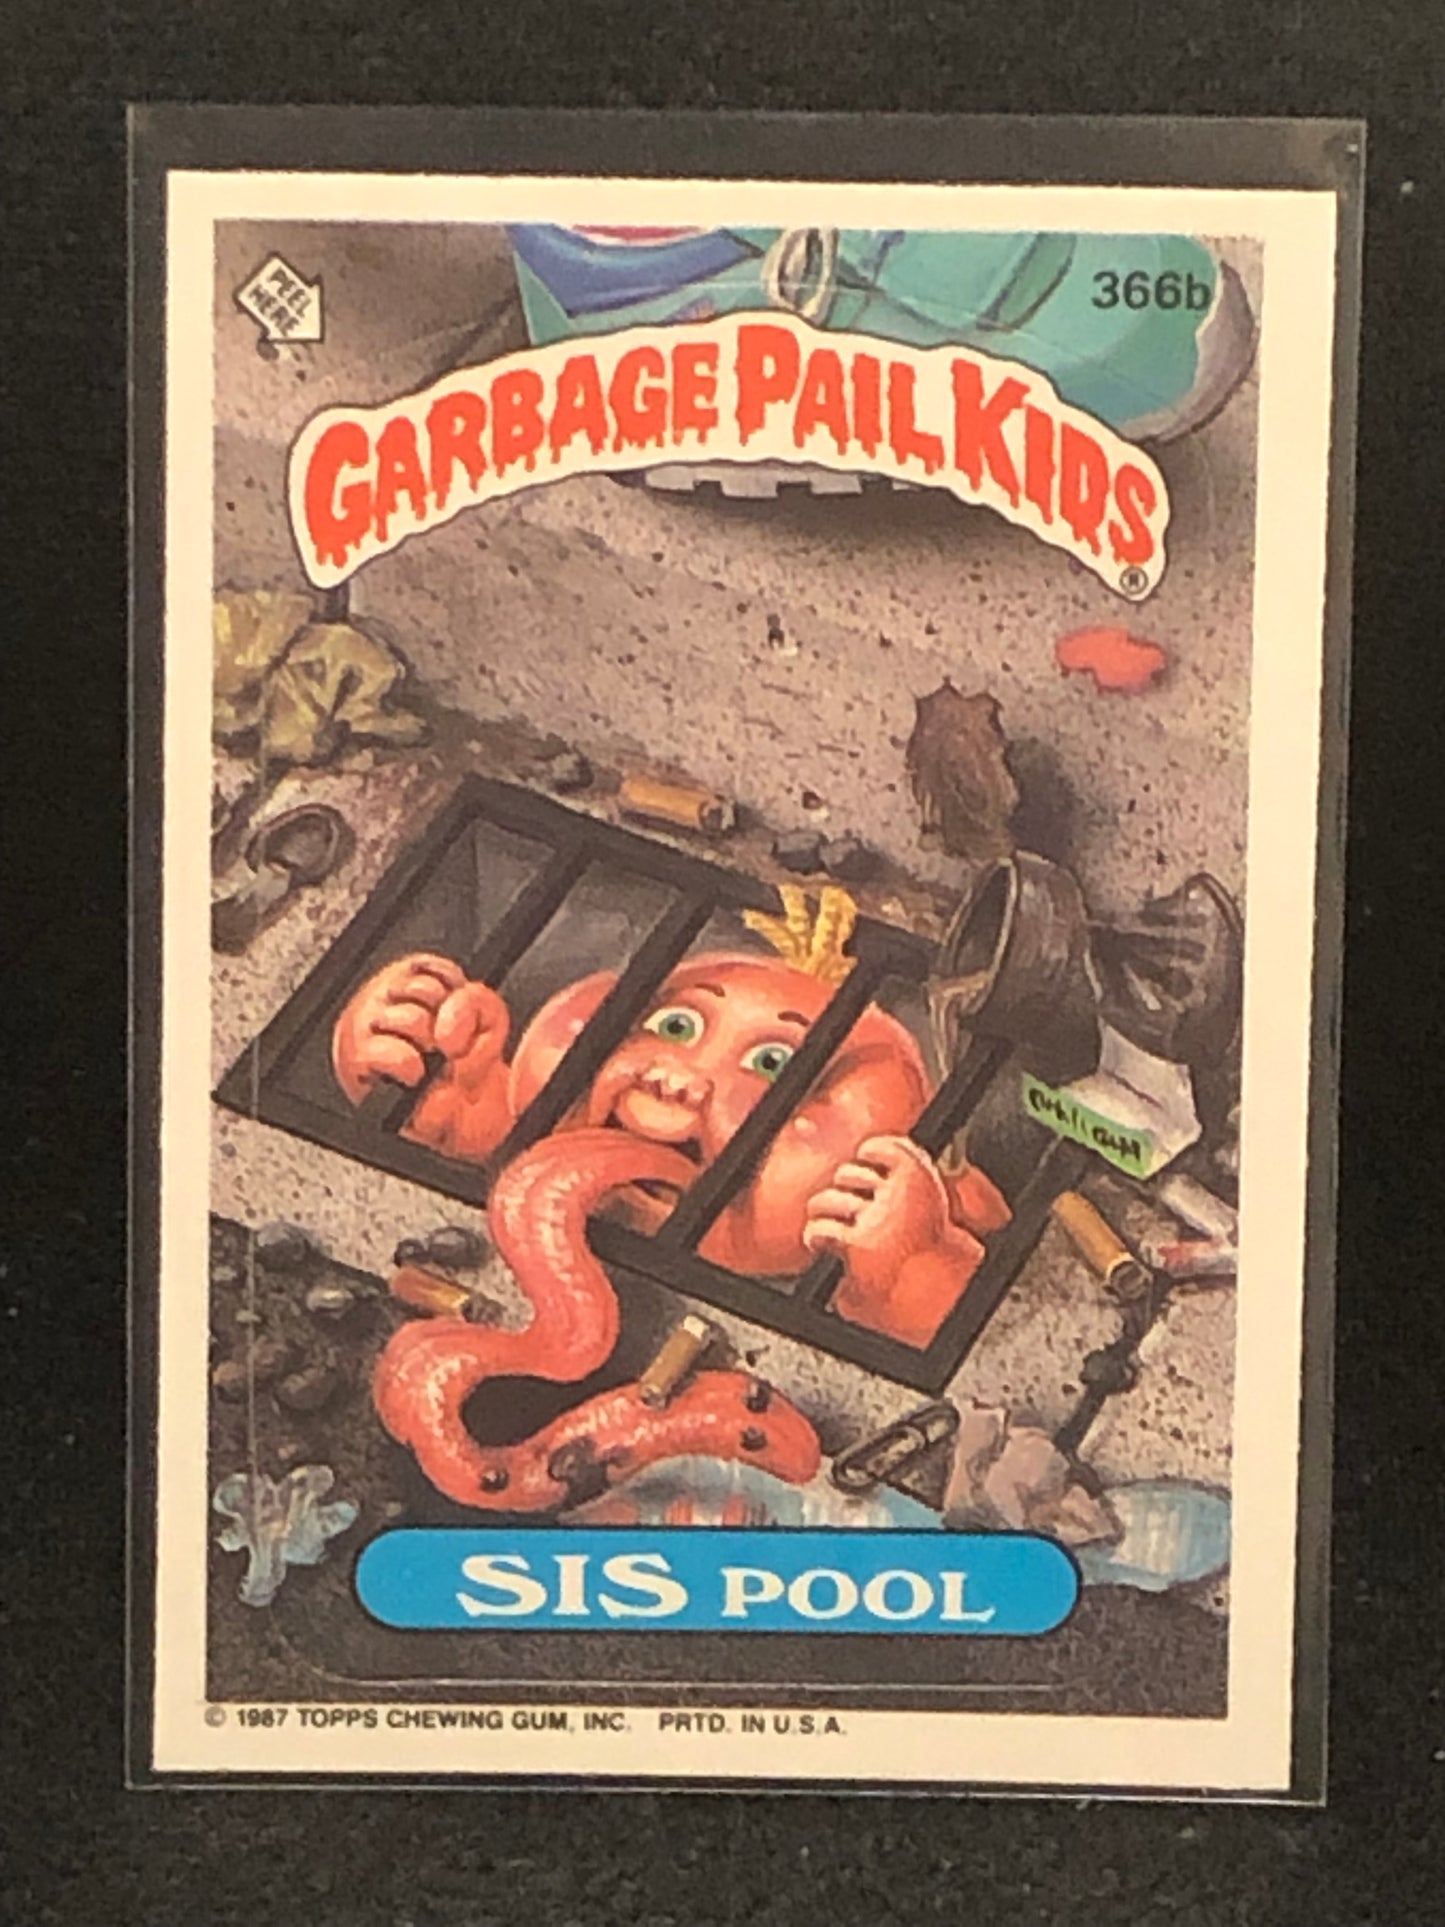 PEEL
HERE
366b
GARBAGE PAIL KIDS
®
SIS POOL
© 1987 TOPPS CHEWING GUM, INC. PRTD. IN U.S.A.